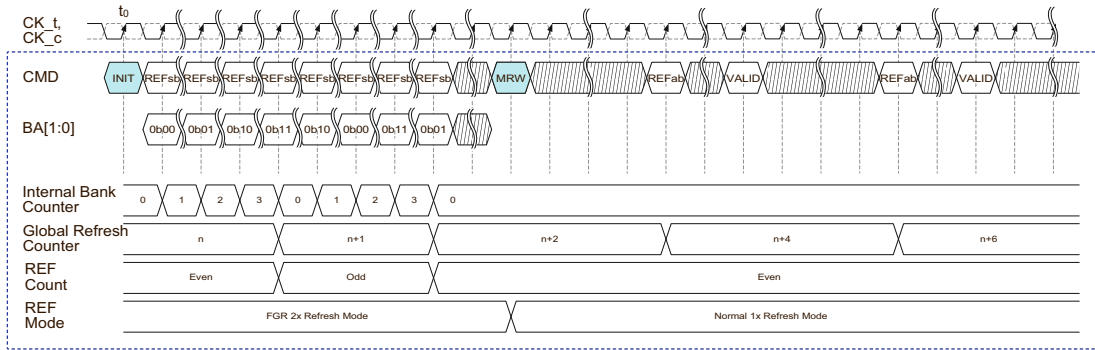 t0
CK_t,
CK_c
CMD INIT REFsb REFsb REFsb REFsb REFsb REFsb REFsb REFsb MRW REFab VALID REFab VALID
BA[1:0] 0b00 0b01 0b10 0b11 0b10 0b00 0b11 0b01
Internal Bank
Counter 0 1 2 3 0 1 2 3 0
Global Refresh
Counter n n+1 n+2 n+4 n+6
REF
Count Even Odd Even
REF
Mode FGR 2x Refresh Mode Normal 1x Refresh Mode